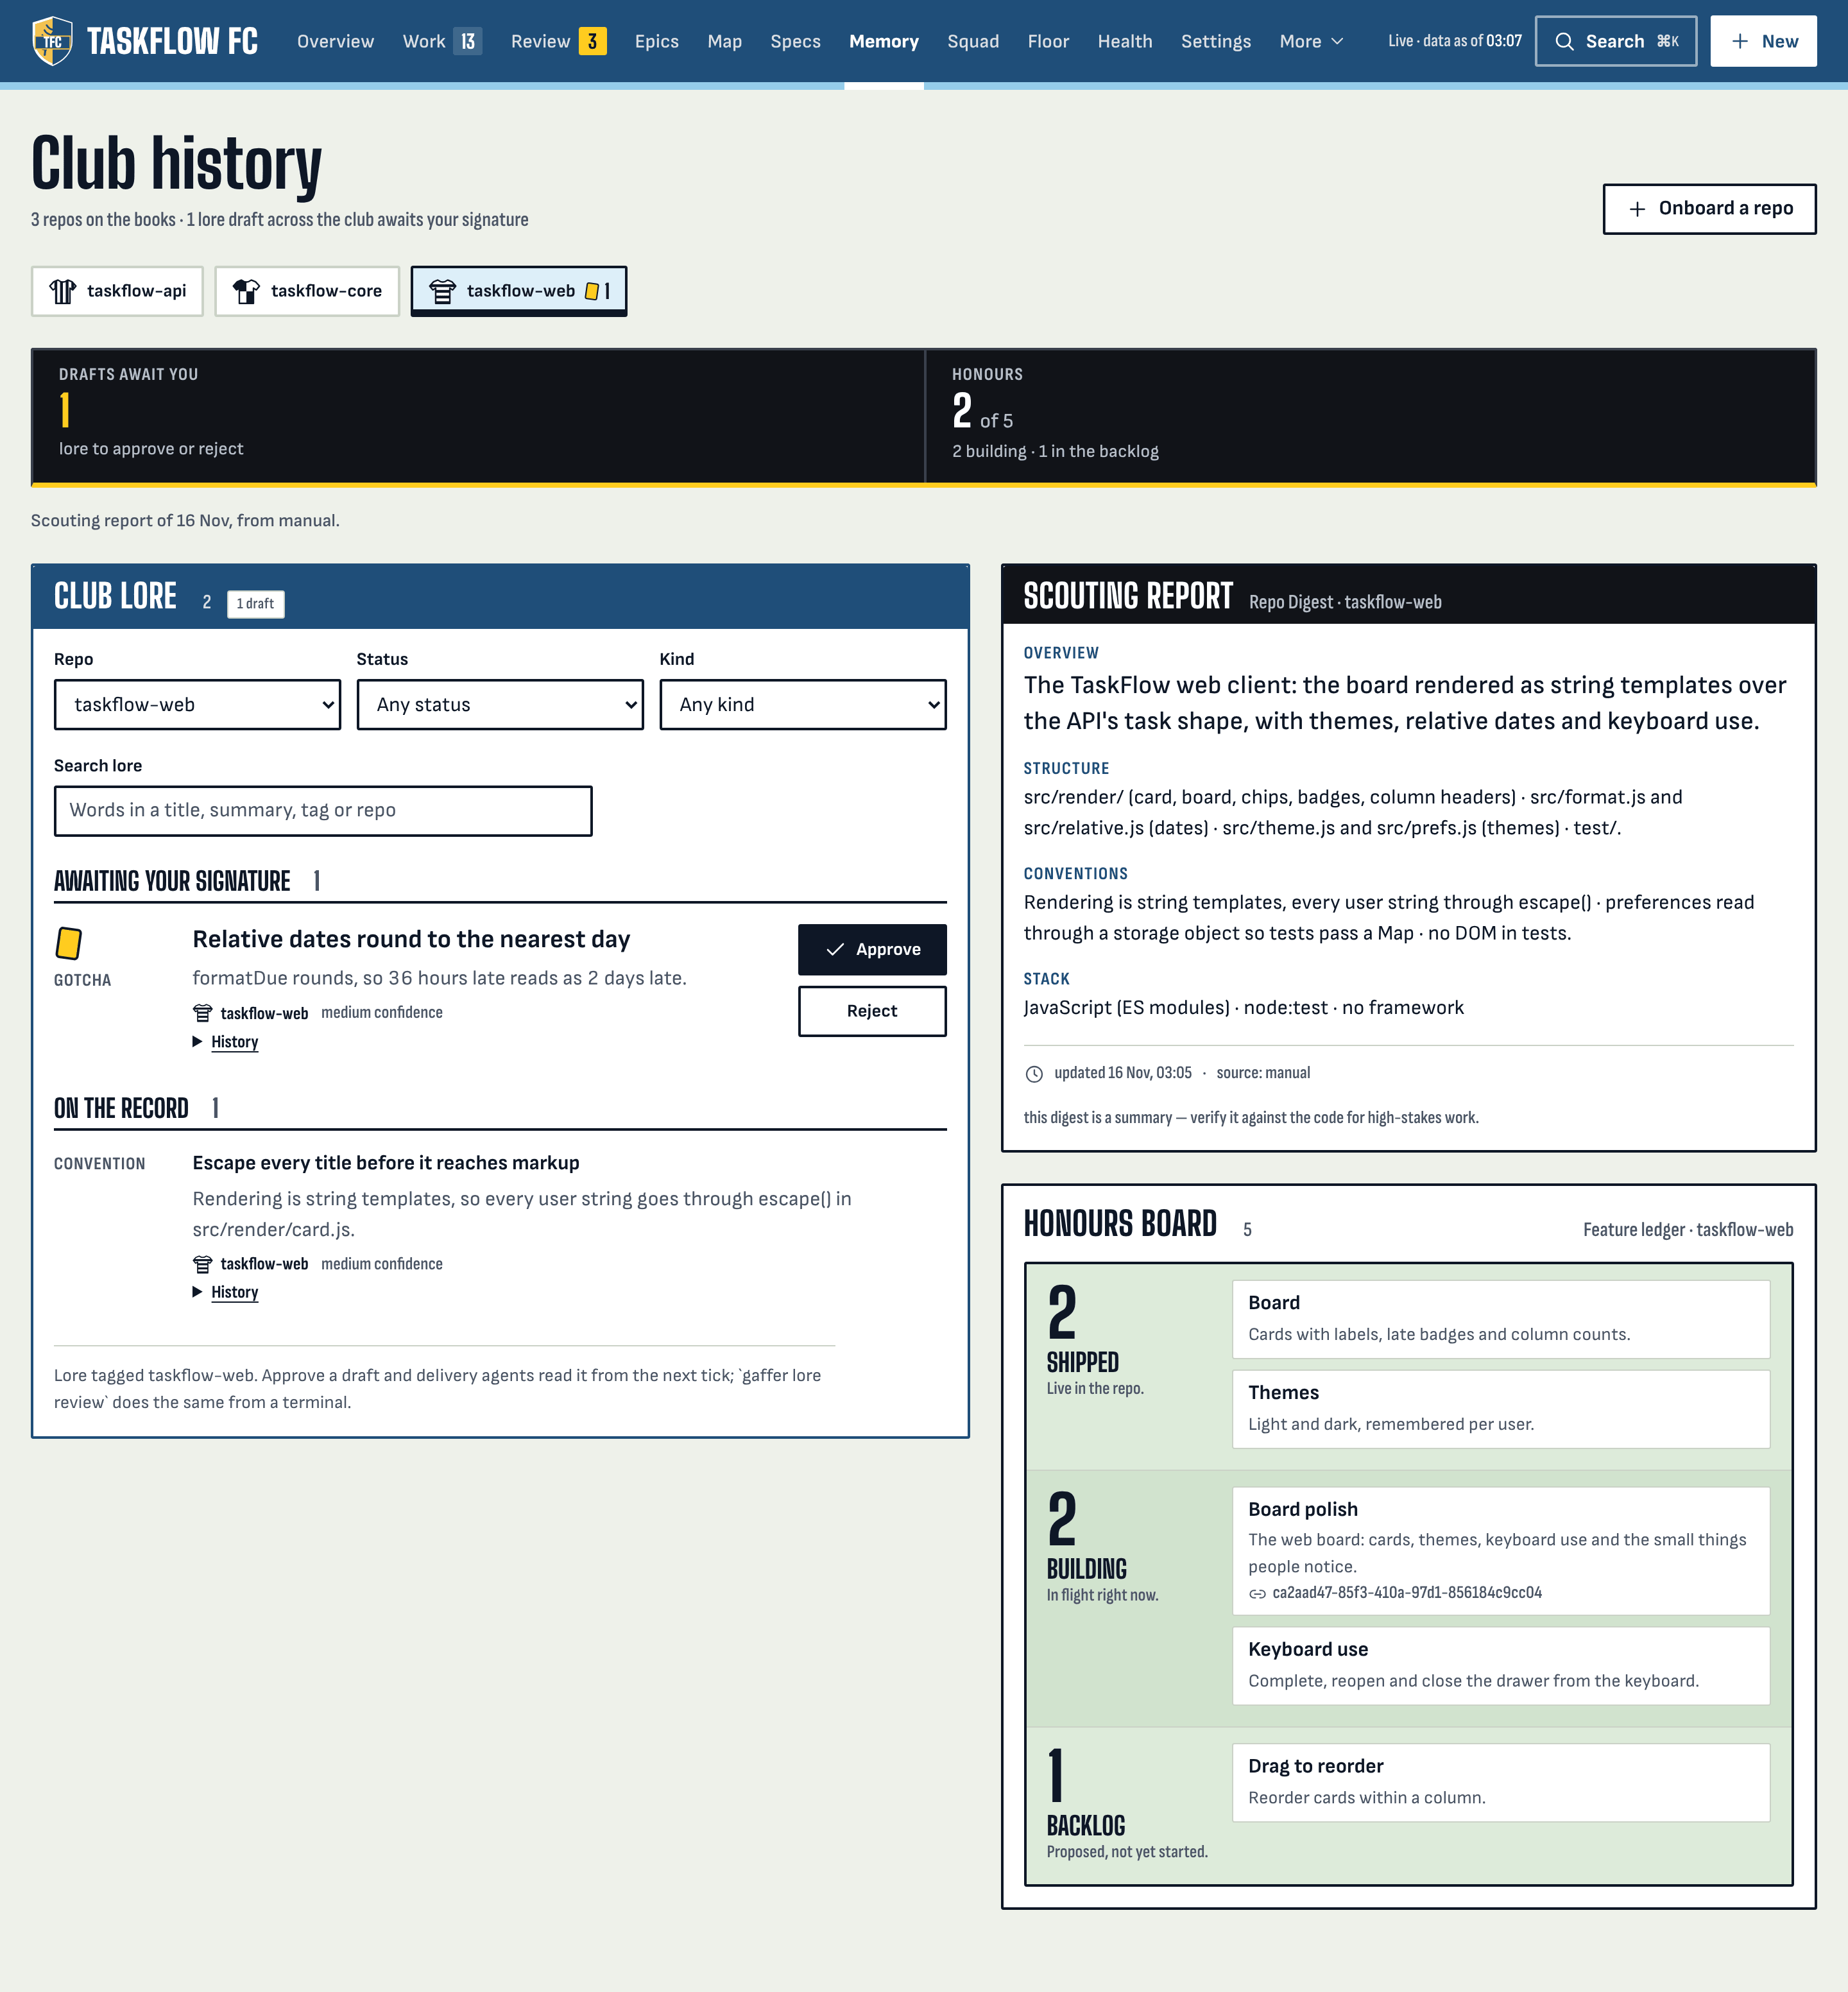 TFC
TASKFLOW FC
Overview
Work 13
Review 3
Epics
Map
Specs
Memory
Squad
Floor
Health
Settings
More
Live · data as of 03:07
Search ⌘K
New
Club history
3 repos on the books · 1 lore draft across the club awaits your signature
Onboard a repo
taskflow-api
taskflow-core
taskflow-web 1
DRAFTS AWAIT YOU
1
lore to approve or reject
HONOURS
2 of 5
2 building · 1 in the backlog
Scouting report of 16 Nov, from manual.
CLUB LORE 2 1 draft
Repo
Status
Kind
taskflow-web
Any status
Any kind
Search lore
Words in a title, summary, tag or repo
AWAITING YOUR SIGNATURE 1
GOTCHA
Relative dates round to the nearest day
formatDue rounds, so 36 hours late reads as 2 days late.
taskflow-web medium confidence
History
Approve
Reject
ON THE RECORD 1
CONVENTION
Escape every title before it reaches markup
Rendering is string templates, so every user string goes through escape() in
src/render/card.js.
taskflow-web medium confidence
History
Lore tagged taskflow-web. Approve a draft and delivery agents read it from the next tick; `gaffer lore
review` does the same from a terminal.
SCOUTING REPORT Repo Digest · taskflow-web
OVERVIEW
The TaskFlow web client: the board rendered as string templates over
the API's task shape, with themes, relative dates and keyboard use.
STRUCTURE
src/render/ (card, board, chips, badges, column headers) · src/format.js and
src/relative.js (dates) · src/theme.js and src/prefs.js (themes) · test/.
CONVENTIONS
Rendering is string templates, every user string through escape() · preferences read
through a storage object so tests pass a Map · no DOM in tests.
STACK
JavaScript (ES modules) · node:test · no framework
updated 16 Nov, 03:05 · source: manual
this digest is a summary — verify it against the code for high-stakes work.
HONOURS BOARD 5
Feature ledger · taskflow-web
2
SHIPPED
Live in the repo.
Board
Cards with labels, late badges and column counts.
Themes
Light and dark, remembered per user.
2
BUILDING
In flight right now.
Board polish
The web board: cards, themes, keyboard use and the small things
people notice.
ca2aad47-85f3-410a-97d1-856184c9cc04
Keyboard use
Complete, reopen and close the drawer from the keyboard.
1
BACKLOG
Proposed, not yet started.
Drag to reorder
Reorder cards within a column.